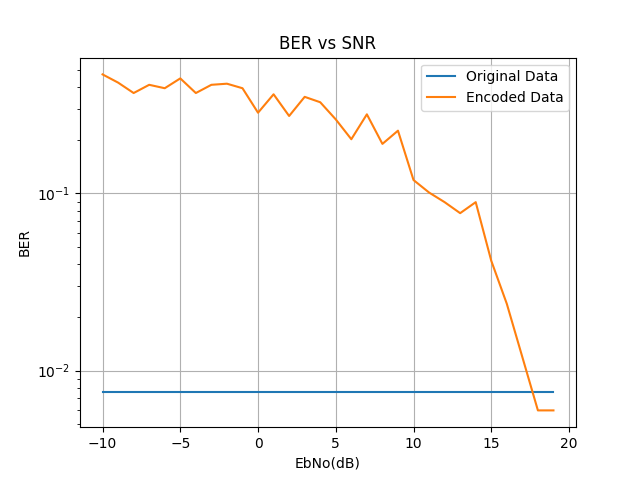 BER vs SNR
Original Data
Encoded Data
10⁻¹
10⁻²
BER
−10
−5
0
5
10
15
20
EbNo(dB)